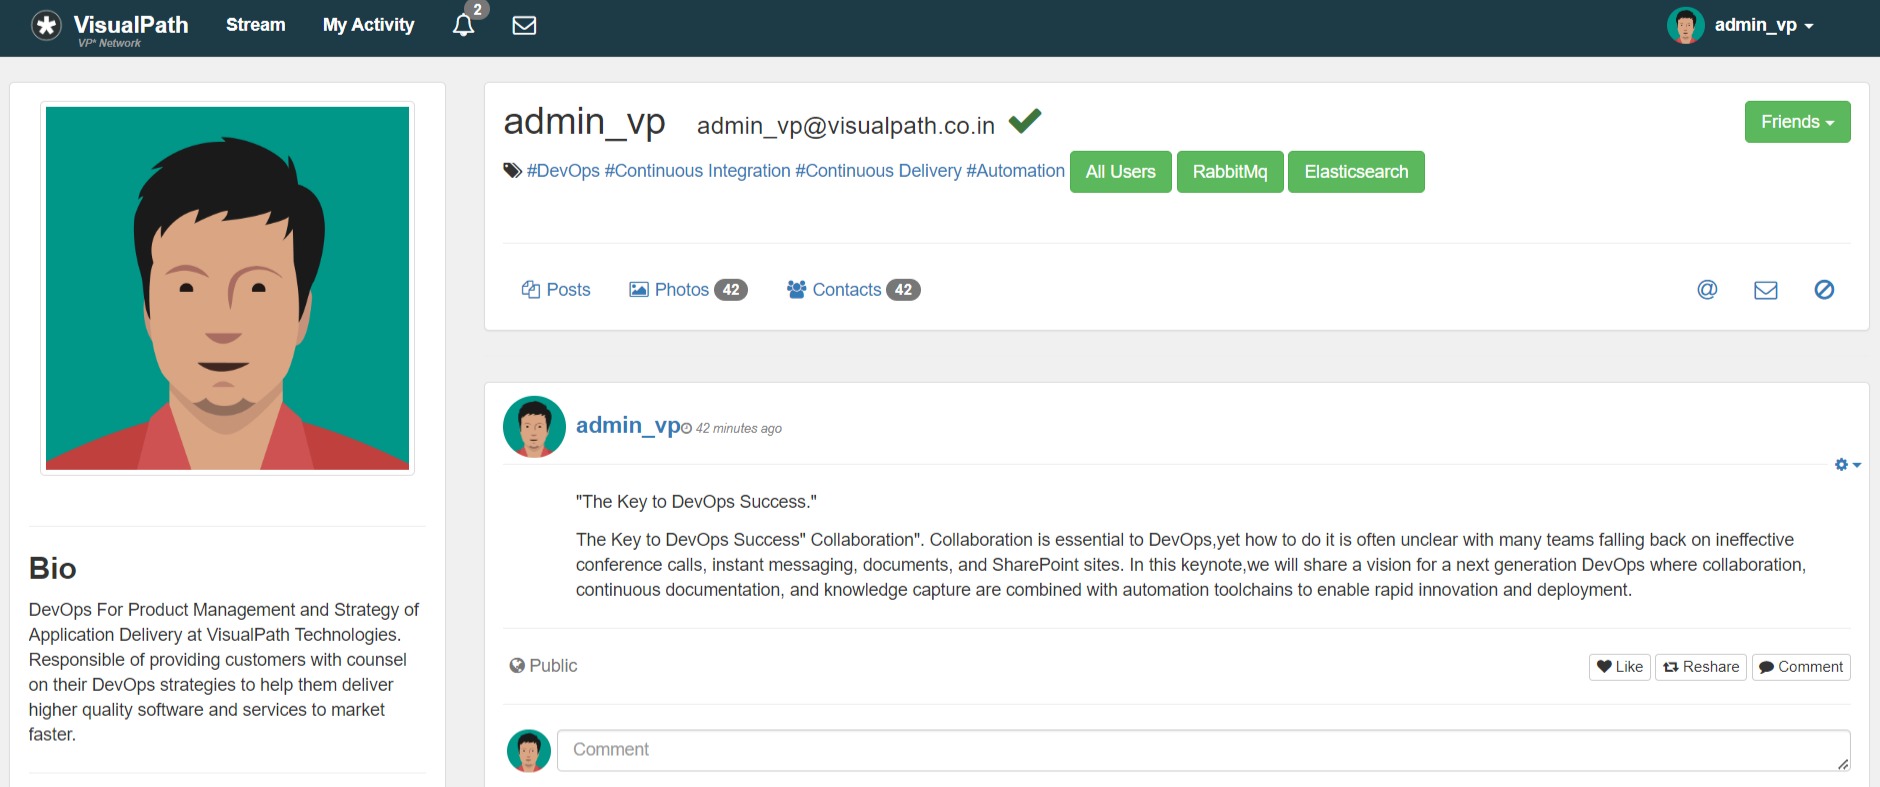 VisualPath
VP* Network
Stream
My Activity
2
admin_vp
admin_vp
admin_vp@visualpath.co.in
Friends
#DevOps #Continuous Integration #Continuous Delivery #Automation
All Users
RabbitMq
Elasticsearch
Posts
Photos 42
Contacts 42
@
Bio
DevOps For Product Management and Strategy of
Application Delivery at VisualPath Technologies.
Responsible of providing customers with counsel
on their DevOps strategies to help them deliver
higher quality software and services to market
faster.
admin_vp 42 minutes ago
"The Key to DevOps Success."
The Key to DevOps Success" Collaboration". Collaboration is essential to DevOps,yet how to do it is often unclear with many teams falling back on ineffective
conference calls, instant messaging, documents, and SharePoint sites. In this keynote,we will share a vision for a next generation DevOps where collaboration,
continuous documentation, and knowledge capture are combined with automation toolchains to enable rapid innovation and deployment.
Public
Like
Reshare
Comment
Comment